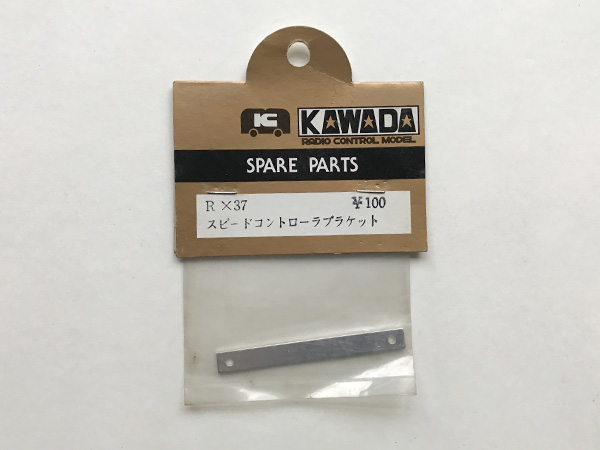 KAWADA
RADIO CONTROL MODEL
SPARE PARTS
R×37 ¥100
スピードコントローラブラケット